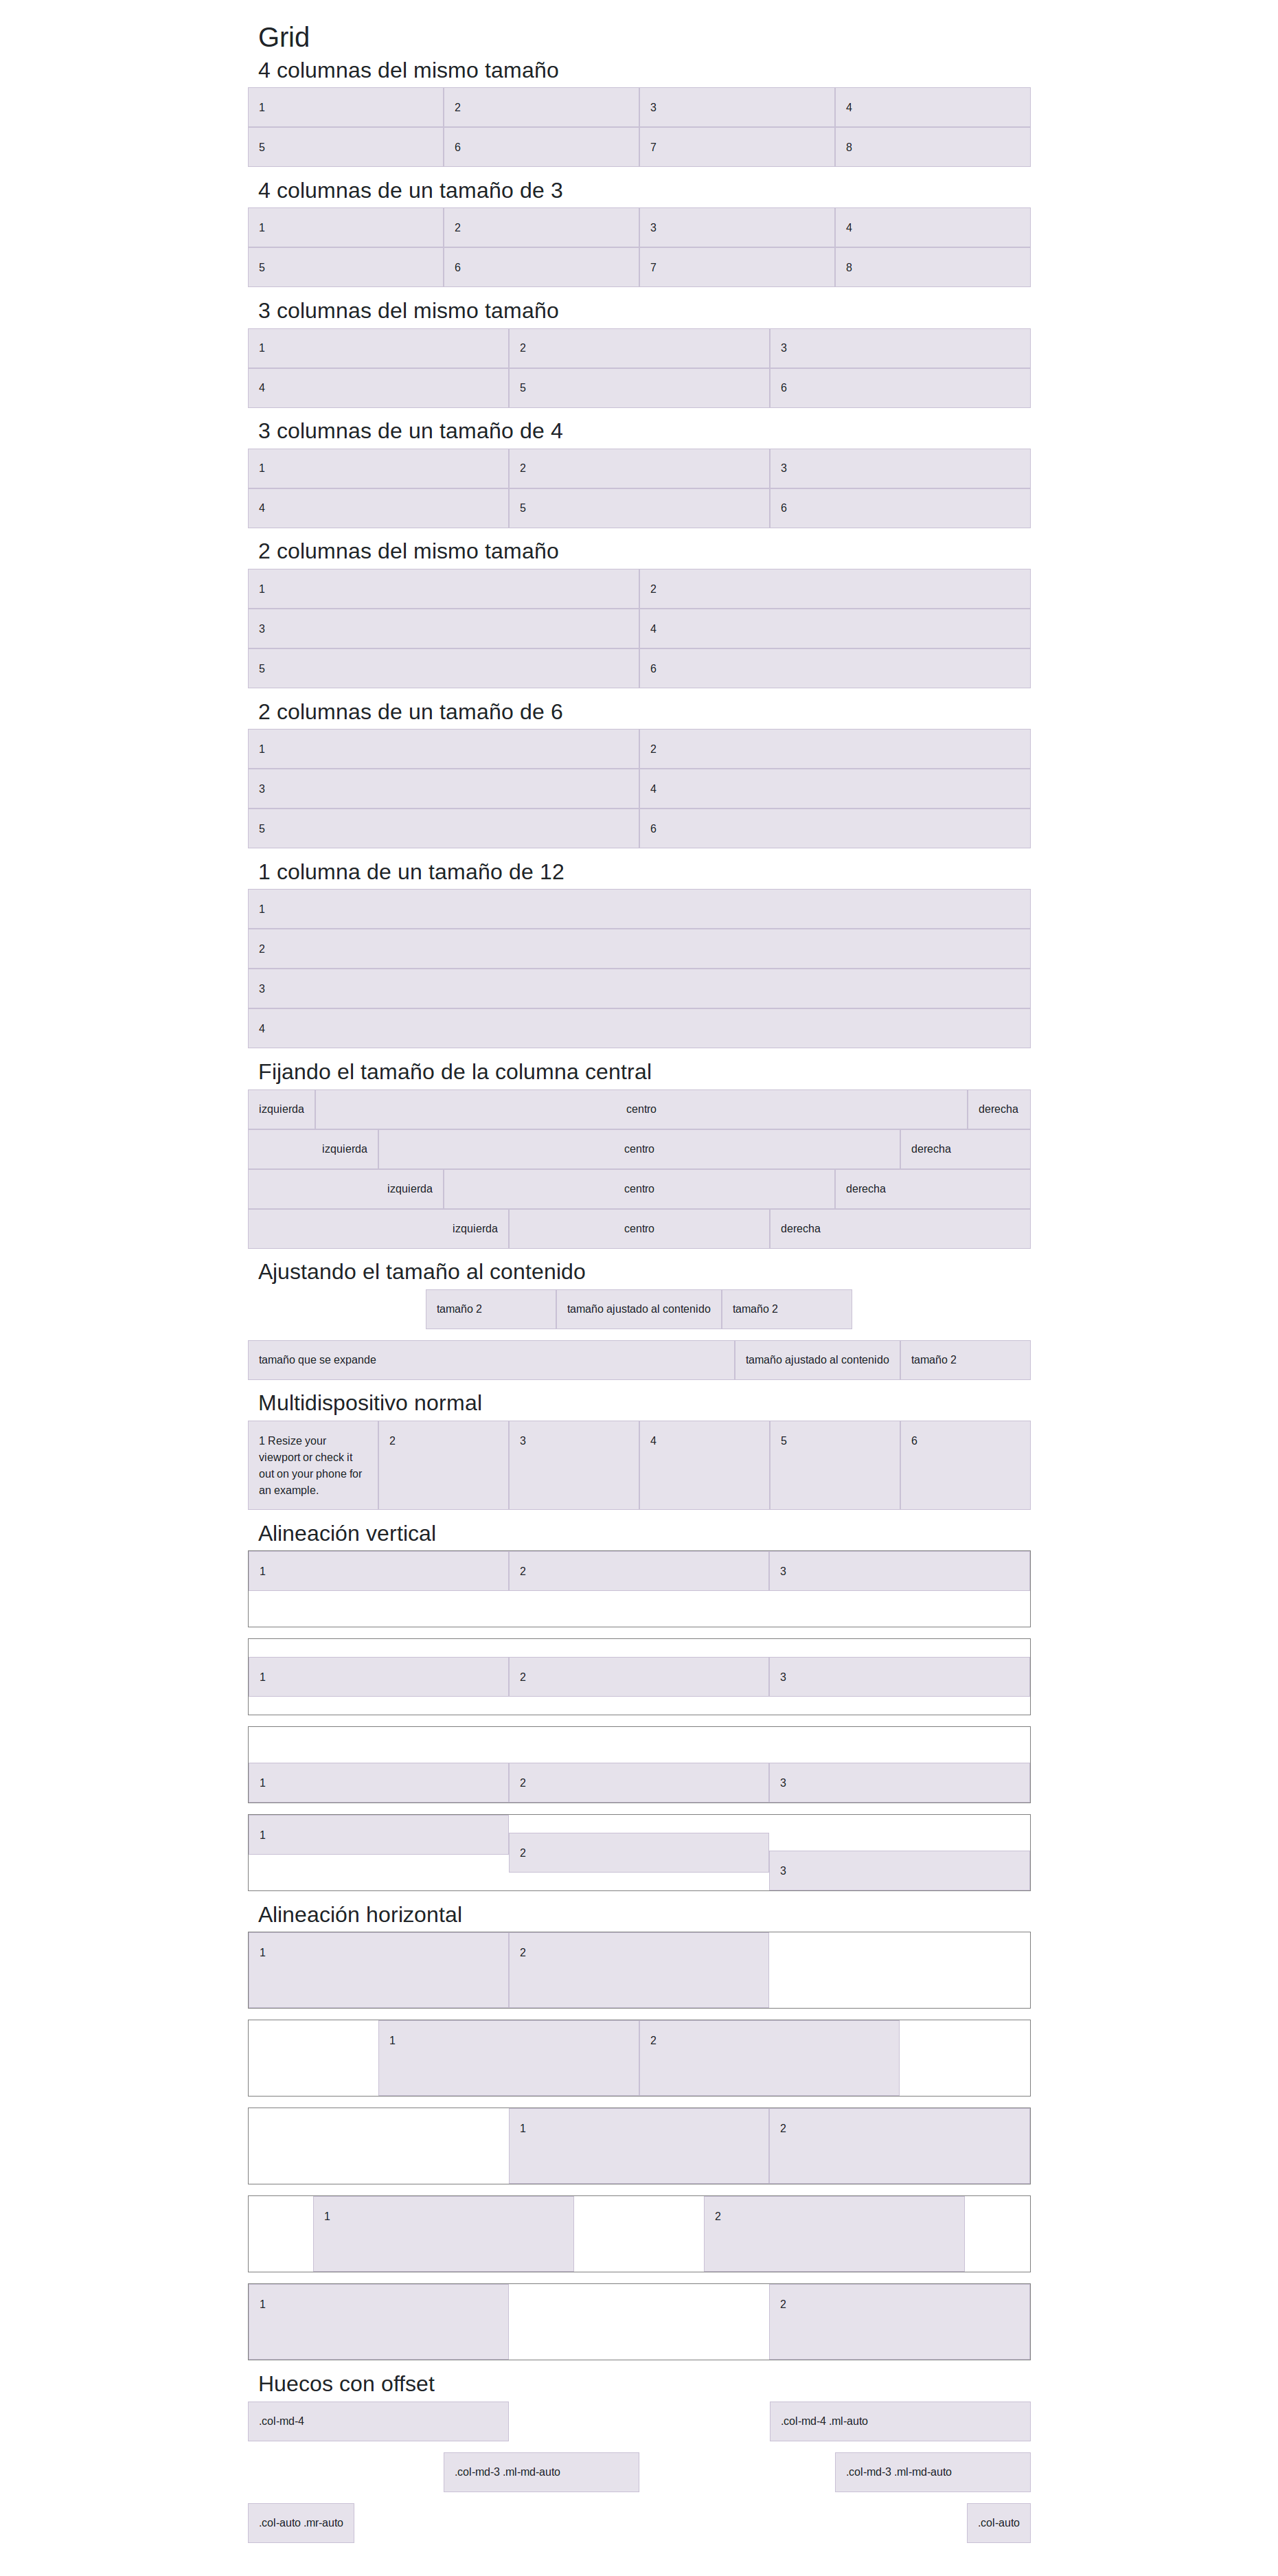 Grid
4 columnas del mismo tamaño
1 2 3 4
5 6 7 8
4 columnas de un tamaño de 3
1 2 3 4
5 6 7 8
3 columnas del mismo tamaño
1 2 3
4 5 6
3 columnas de un tamaño de 4
1 2 3
4 5 6
2 columnas del mismo tamaño
1 2
3 4
5 6
2 columnas de un tamaño de 6
1 2
3 4
5 6
1 columna de un tamaño de 12
1
2
3
4
Fijando el tamaño de la columna central
izquierda centro derecha
izquierda centro derecha
izquierda centro derecha
izquierda centro derecha
Ajustando el tamaño al contenido
tamaño 2 tamaño ajustado al contenido tamaño 2
tamaño que se expande tamaño ajustado al contenido tamaño 2
Multidispositivo normal
1 Resize your 2 3 4 5 6
viewport or check it
out on your phone for
an example.
Alineación vertical
1 2 3
1 2 3
1 2 3
1
2
3
Alineación horizontal
1 2
1 2
1 2
1 2
1 2
Huecos con offset
.col-md-4 .col-md-4 .ml-auto
.col-md-3 .ml-md-auto .col-md-3 .ml-md-auto
.col-auto .mr-auto .col-auto